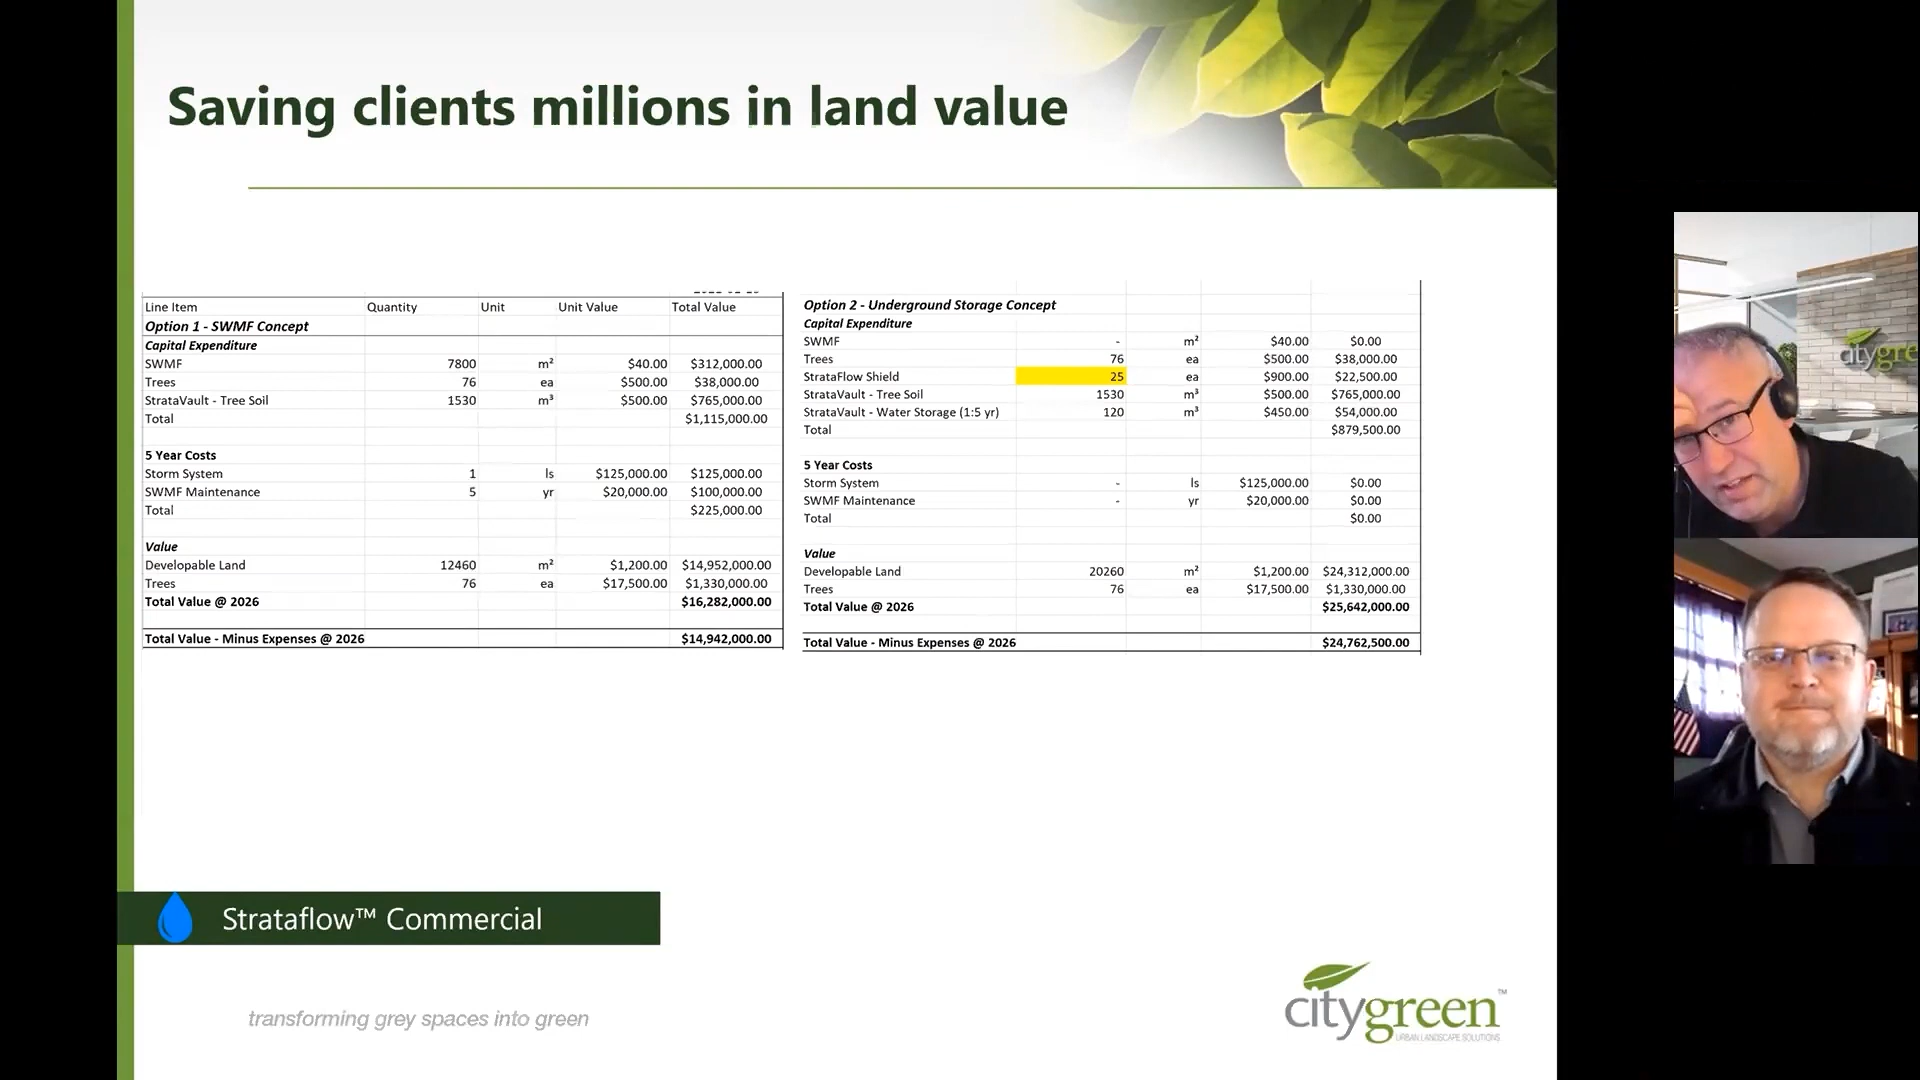 Saving clients millions in land value
Line Item Quantity Unit Unit Value Total Value
Option 1 - SWMF Concept
Capital Expenditure
SWMF 7800 m² $40.00 $312,000.00
Trees 76 ea $500.00 $38,000.00
StrataVault - Tree Soil 1530 m³ $500.00 $765,000.00
Total $1,115,000.00
5 Year Costs
Storm System 1 ls $125,000.00 $125,000.00
SWMF Maintenance 5 yr $20,000.00 $100,000.00
Total $225,000.00
Value
Developable Land 12460 m² $1,200.00 $14,952,000.00
Trees 76 ea $17,500.00 $1,330,000.00
Total Value @ 2026 $16,282,000.00
Total Value - Minus Expenses @ 2026 $14,942,000.00
Option 2 - Underground Storage Concept
Capital Expenditure
SWMF - m² $40.00 $0.00
Trees 76 ea $500.00 $38,000.00
StrataFlow Shield 25 ea $900.00 $22,500.00
StrataVault - Tree Soil 1530 m³ $500.00 $765,000.00
StrataVault - Water Storage (1:5 yr) 120 m³ $450.00 $54,000.00
Total $879,500.00
5 Year Costs
Storm System - ls $125,000.00 $0.00
SWMF Maintenance - yr $20,000.00 $0.00
Total $0.00
Value
Developable Land 20260 m² $1,200.00 $24,312,000.00
Trees 76 ea $17,500.00 $1,330,000.00
Total Value @ 2026 $25,642,000.00
Total Value - Minus Expenses @ 2026 $24,762,500.00
Strataflow™ Commercial
transforming grey spaces into green
citygreen™
URBAN LANDSCAPE SOLUTIONS
citygre